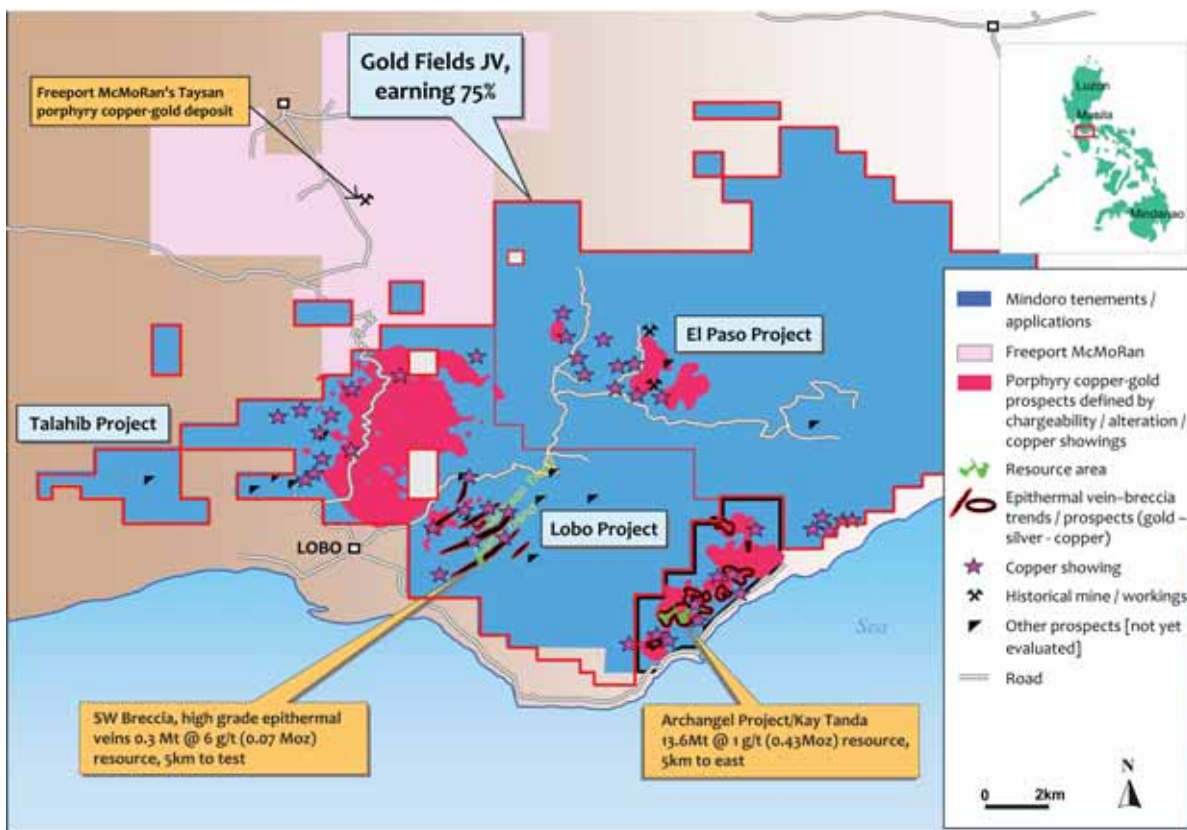 Freeport McMoRan's Taysan
porphyry copper-gold deposit
Gold Fields JV,
earning 75%
Luzon
Manila
Mindanao
El Paso Project
Talahib Project
Lobo Project
LOBO
Sea
SW Breccia, high grade epithermal
veins 0.3 Mt @ 6 g/t (0.07 Moz)
resource, 5km to test
Archangel Project/Kay Tanda
13.6Mt @ 1 g/t (0.43Moz) resource,
5km to east
Mindoro tenements /
applications
Freeport McMoRan
Porphyry copper-gold
prospects defined by
chargeability / alteration /
copper showings
Resource area
Epithermal vein–breccia
trends / prospects (gold –
silver - copper)
Copper showing
Historical mine / workings
Other prospects [not yet
evaluated]
Road
0 2km
N